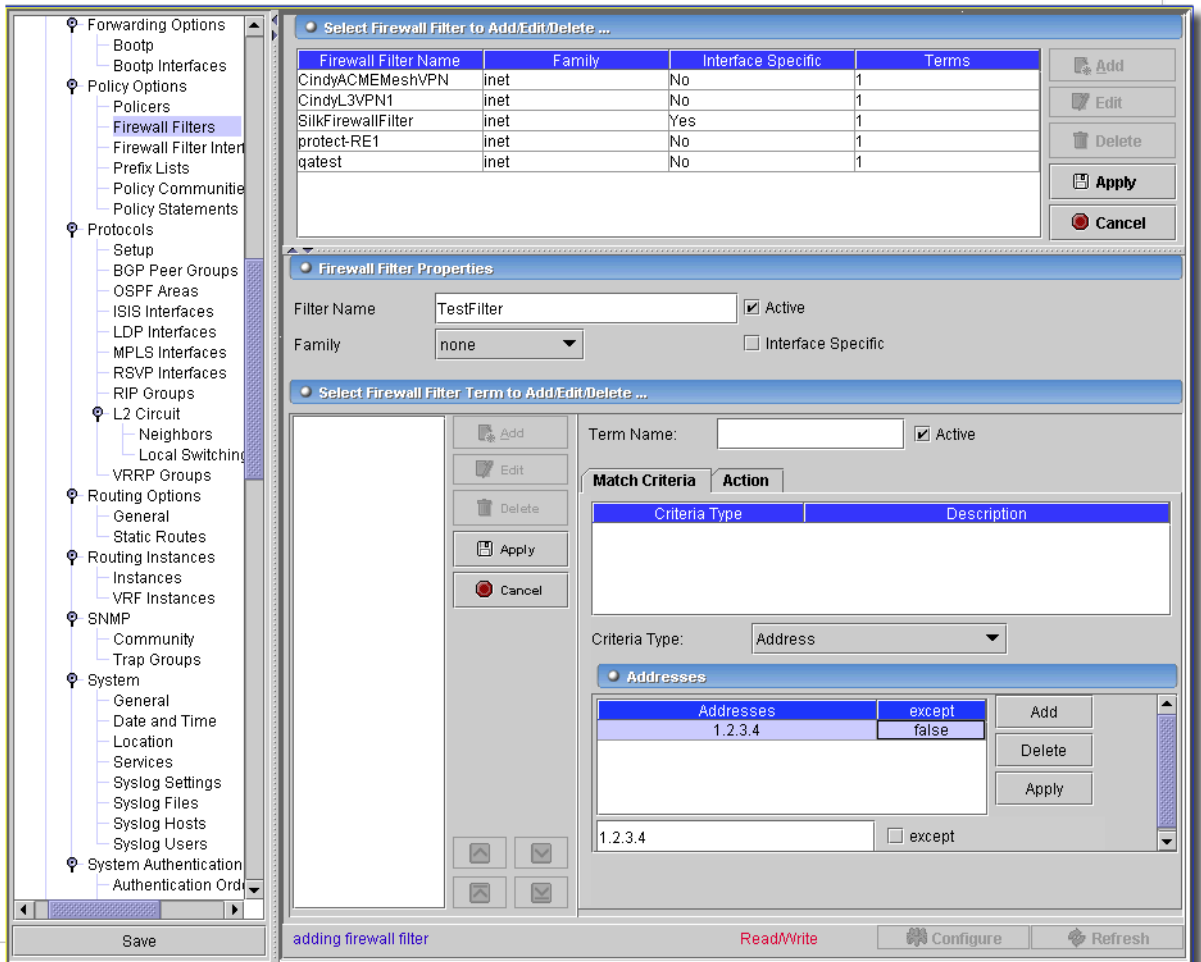 Forwarding Options
Bootp
Bootp Interfaces
Policy Options
Policers
Firewall Filters
Firewall Filter Interf
Prefix Lists
Policy Communitie
Policy Statements
Protocols
Setup
BGP Peer Groups
OSPF Areas
ISIS Interfaces
LDP Interfaces
MPLS Interfaces
RSVP Interfaces
RIP Groups
L2 Circuit
Neighbors
Local Switching
VRRP Groups
Routing Options
General
Static Routes
Routing Instances
Instances
VRF Instances
SNMP
Community
Trap Groups
System
General
Date and Time
Location
Services
Syslog Settings
Syslog Files
Syslog Hosts
Syslog Users
System Authentication
Authentication Orde
Save
Select Firewall Filter to Add/Edit/Delete ...
Firewall Filter Name Family Interface Specific Terms
CindyACMEMeshVPN inet No 1
CindyL3VPN1 inet No 1
SilkFirewallFilter inet Yes 1
protect-RE1 inet No 1
qatest inet No 1
Add
Edit
Delete
Apply
Cancel
Firewall Filter Properties
Filter Name TestFilter Active
Family none Interface Specific
Select Firewall Filter Term to Add/Edit/Delete ...
Add
Edit
Delete
Apply
Cancel
Term Name: Active
Match Criteria Action
Criteria Type Description
Criteria Type: Address
Addresses
Addresses except
1.2.3.4 false
Add
Delete
Apply
1.2.3.4 except
adding firewall filter Read/Write Configure Refresh